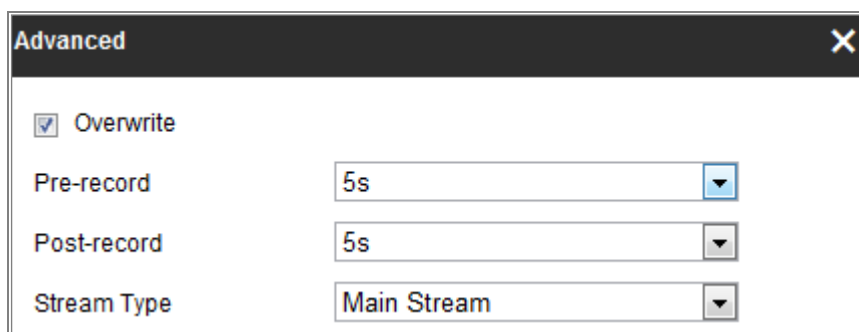 Advanced
Overwrite
Pre-record 5s
Post-record 5s
Stream Type Main Stream